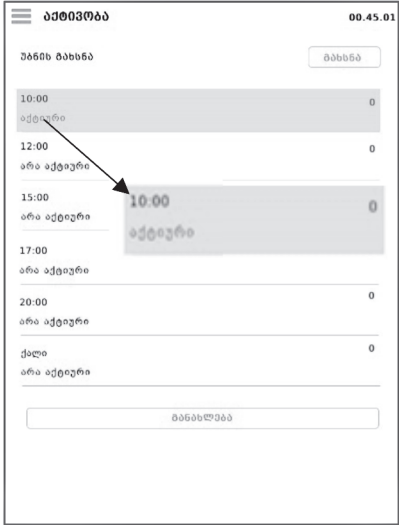 აქტივობა 00.45.01
უბნის გახსნა გახსნა
10:00 0
აქტიური
12:00 0
არა აქტიური
15:00
არა აქტიური
10:00 0
აქტიური
17:00
არა აქტიური
20:00 0
არა აქტიური
ქალი 0
არა აქტიური
განახლება